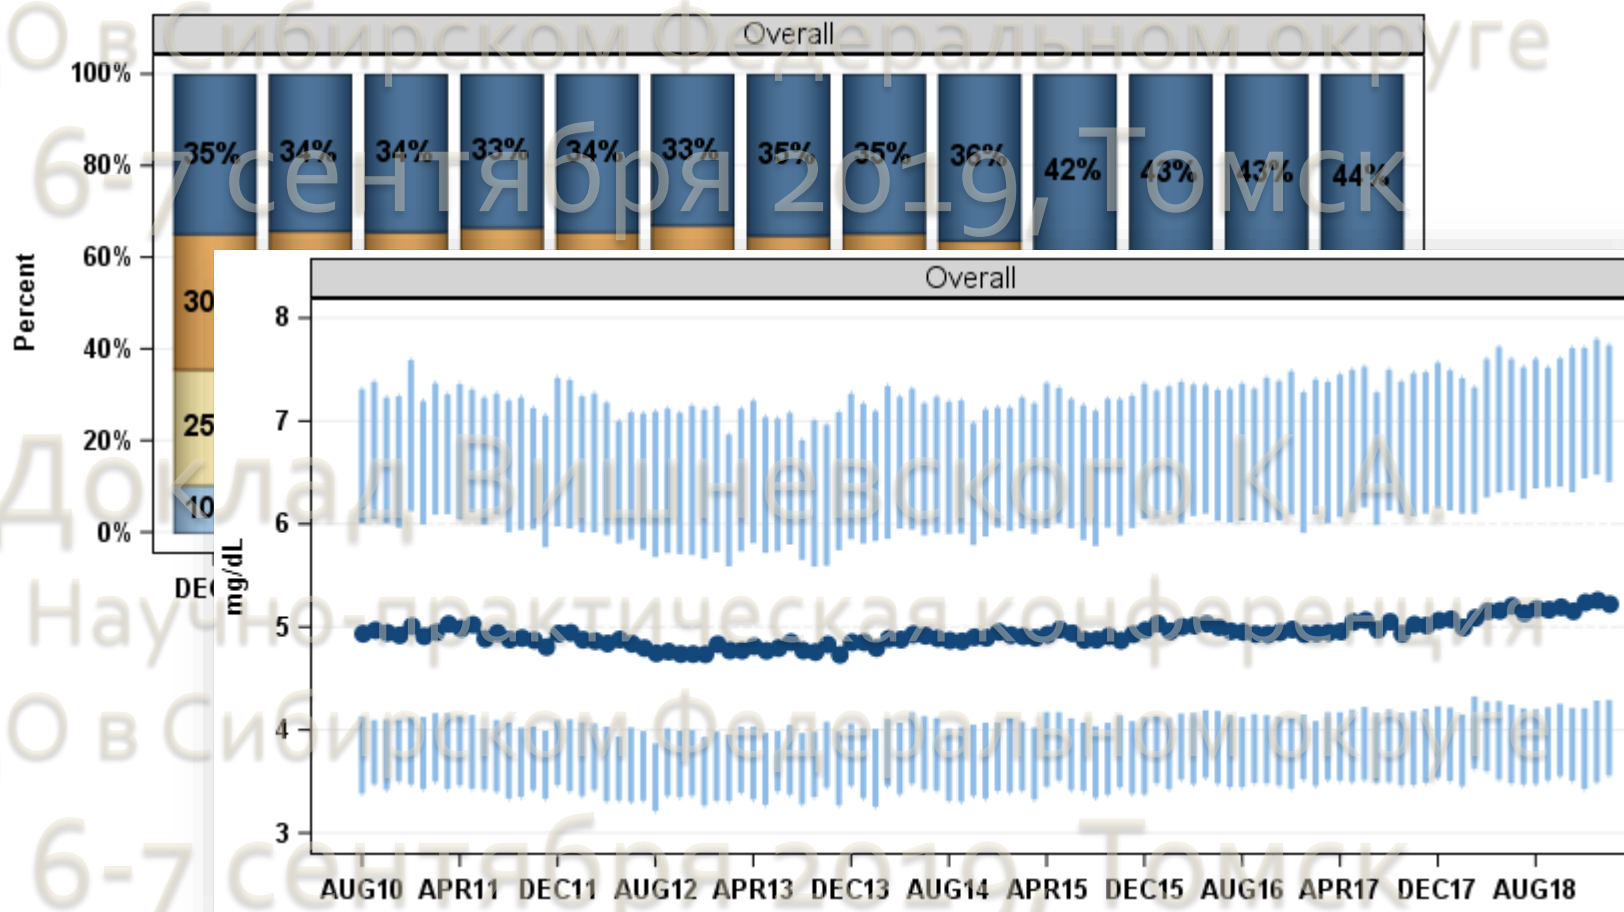 Overall
О в Сибирском Федеральном округе
100%
80%
60%
40%
20%
0%
Percent
35% 34% 34% 33% 34% 33% 35% 35% 36% 42% 43% 43% 44%
6-7 сентября 2019, Томск
30
25
10
DEC
Overall
8
7
6
5
4
3
mg/dL
Доклад Вишневского К.А.
Научно-практическая конференция
О в Сибирском Федеральном округе
6-7 сентября 2019, Томск
AUG10 APR11 DEC11 AUG12 APR13 DEC13 AUG14 APR15 DEC15 AUG16 APR17 DEC17 AUG18